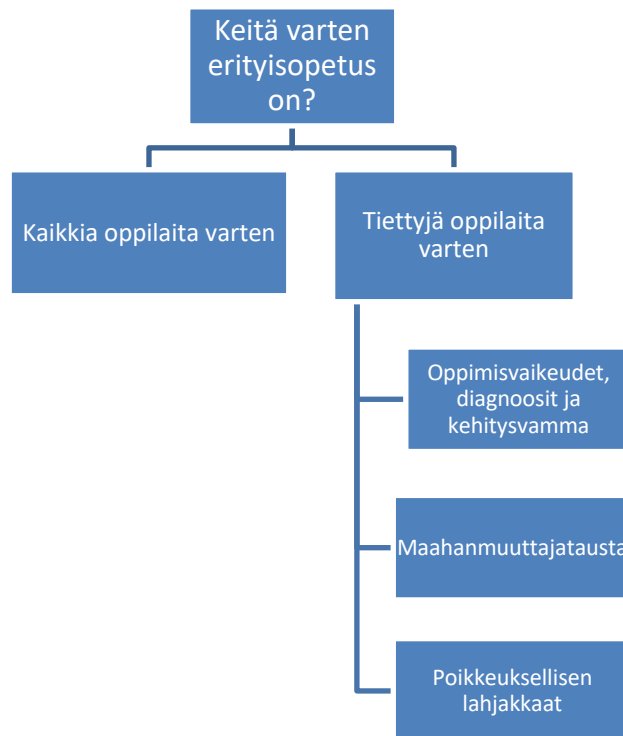 Keitä varten
erityisopetus
on?
Kaikkia oppilaita varten
Tiettyjä oppilaita
varten
Oppimisvaikeudet,
diagnoosit ja
kehitysvamma
Maahanmuuttajatausta
Poikkeuksellisen
lahjakkaat